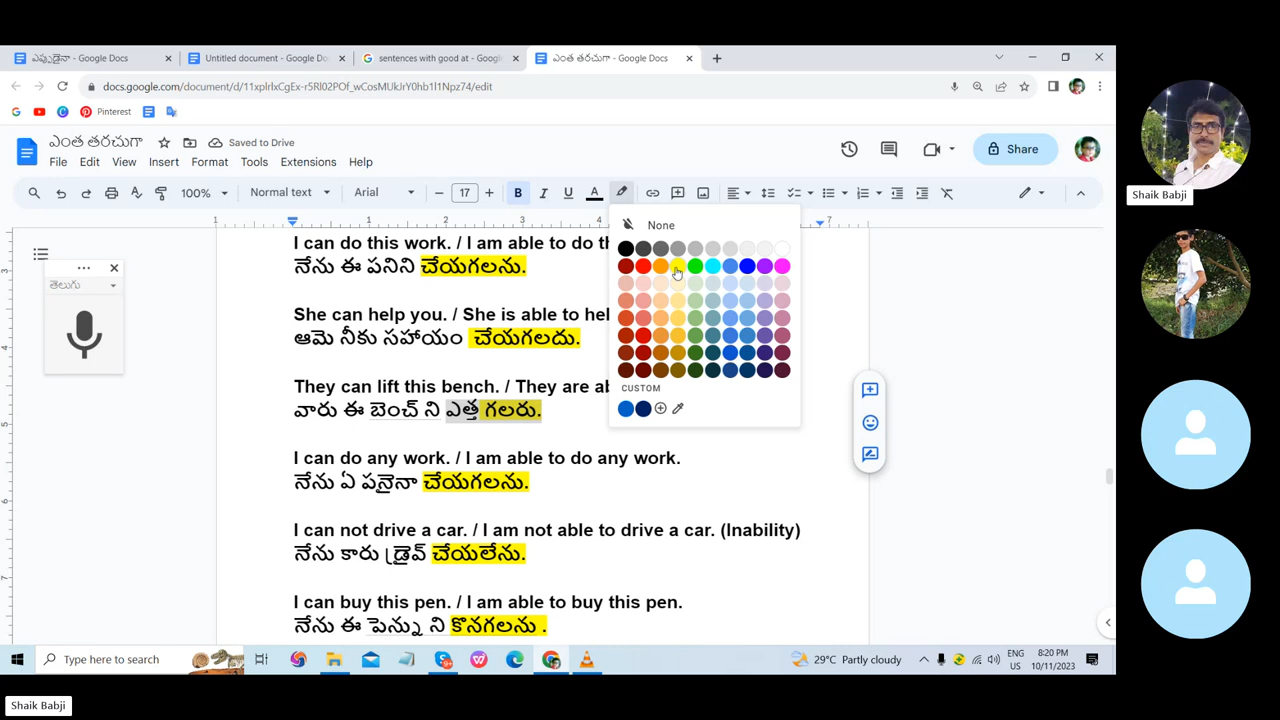 ఎప్పుడైనా - Google Docs
Untitled document - Google Do
sentences with good at - Google
ఎంత తరచుగా - Google Docs
docs.google.com/document/d/11xplrlxCgEx-r5Rl02POf_wCosMUkJrY0hb1l1Npz74/edit
Pinterest
ఎంత తరచుగా
Saved to Drive
File Edit View Insert Format Tools Extensions Help
Share
100%
Normal text
Arial
17
None
CUSTOM
తెలుగు
I can do this work. / I am able to do th
నేను ఈ పనిని చేయగలను.
She can help you. / She is able to hel
ఆమె నీకు సహాయం చేయగలదు.
They can lift this bench. / They are ab
వారు ఈ బెంచ్ ని ఎత్త గలరు.
I can do any work. / I am able to do any work.
నేను ఏ పనైనా చేయగలను.
I can not drive a car. / I am not able to drive a car. (Inability)
నేను కారు డ్రైవ్ చేయలేను.
I can buy this pen. / I am able to buy this pen.
నేను ఈ పెన్ను ని కొనగలను .
Type here to search
29°C Partly cloudy
ENG
US
8:20 PM
10/11/2023
Shaik Babji
Shaik Babji